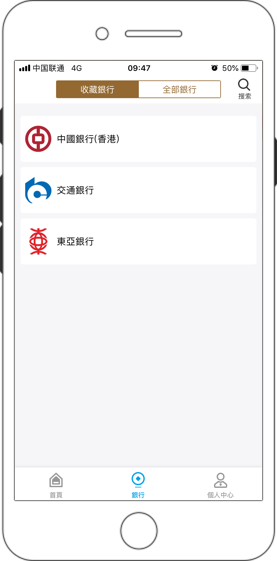 中国联通 4G 09:47 50%
收藏銀行 全部銀行 搜索
中國銀行(香港)
交通銀行
東亞銀行
首頁 銀行 個人中心